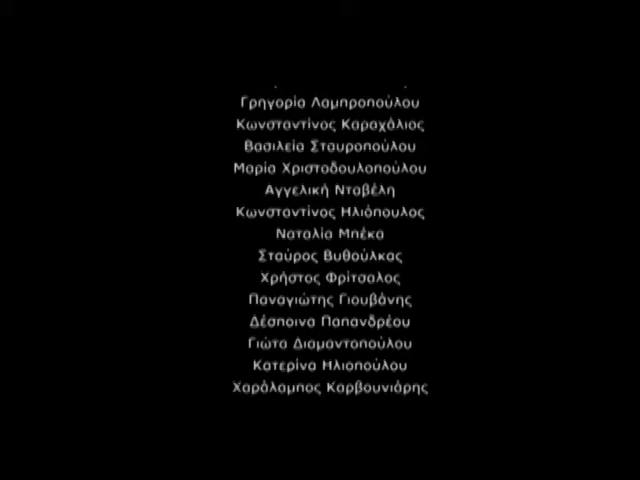 Γρηγορία Λαμπροπούλου
Κωνσταντίνος Καραχάλιος
Βασιλεία Σταυροπούλου
Μαρία Χριστοδουλοπούλου
Αγγελική Νταβέλη
Κωνσταντίνος Ηλιόπουλος
Ναταλία Μπέκα
Σταύρος Βυθούλκας
Χρήστος Φρίτσαλος
Παναγιώτης Γιουβάνης
Δέσποινα Παπανδρέου
Γιώτα Διαμαντοπούλου
Κατερίνα Ηλιοπούλου
Χαράλαμπος Καρβουνιάρης